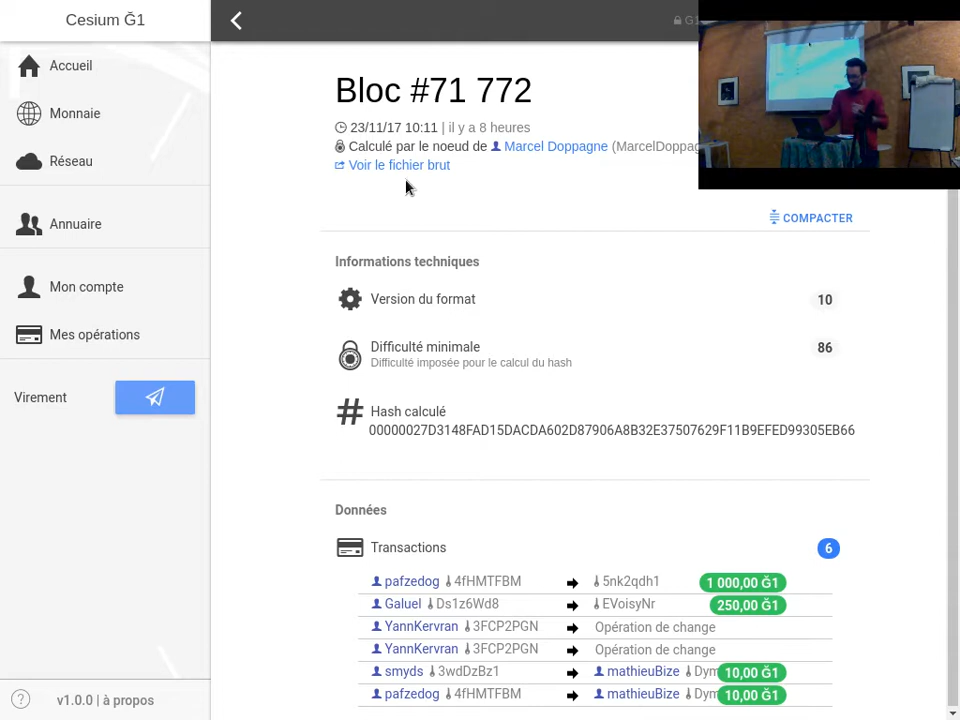 Cesium Ğ1
Accueil
Monnaie
Réseau
Annuaire
Mon compte
Mes opérations
Virement
v1.0.0 | à propos
G1
Bloc #71 772
23/11/17 10:11 | il y a 8 heures
Calculé par le noeud de Marcel Doppagne (MarcelDoppag
Voir le fichier brut
COMPACTER
Informations techniques
Version du format 10
Difficulté minimale 86
Difficulté imposée pour le calcul du hash
Hash calculé
00000027D3148FAD15DACDA602D87906A8B32E37507629F11B9EFED99305EB66
Données
Transactions 6
pafzedog 4fHMTFBM 5nk2qdh1 1 000,00 Ğ1
Galuel Ds1z6Wd8 EVoisyNr 250,00 Ğ1
YannKervran 3FCP2PGN Opération de change
YannKervran 3FCP2PGN Opération de change
smyds 3wdDzBz1 mathieuBize Dym 10,00 Ğ1
pafzedog 4fHMTFBM mathieuBize Dym 10,00 Ğ1